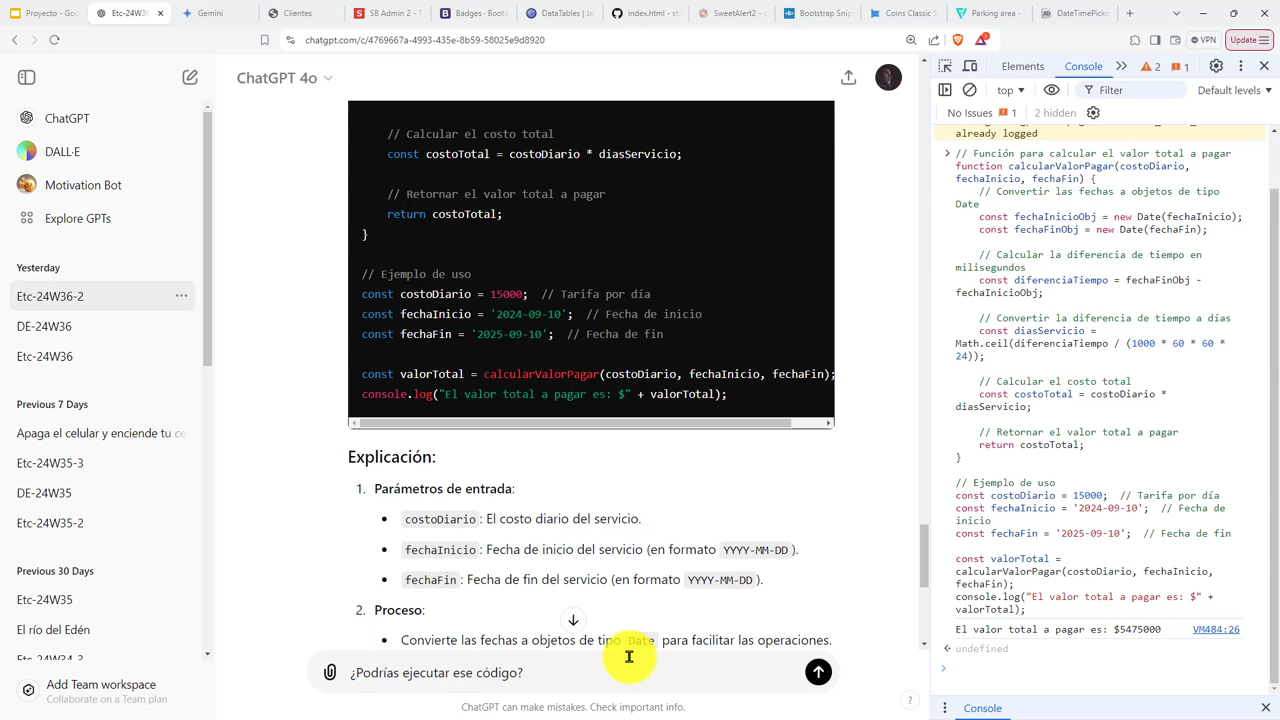 Proyecto - Goo
Etc-24W36
Gemini
Clientes
SB Admin 2 - T
Badges - Boots
DataTables | Ja
index.html - sta
SweetAlert2 - a
Bootstrap Snip
Coins Classic S
Parking area -
DateTimePicke
chatgpt.com/c/4769667a-4993-435e-8b59-58025e9d8920
VPN
Update
ChatGPT
DALL·E
Motivation Bot
Explore GPTs
Yesterday
Etc-24W36-2
DE-24W36
Etc-24W36
Previous 7 Days
Apaga el celular y enciende tu ce
Etc-24W35-3
DE-24W35
Etc-24W35-2
Previous 30 Days
Etc-24W35
El río del Edén
Etc-24W34-3
Add Team workspace
Collaborate on a Team plan
ChatGPT 4o
// Calcular el costo total
const costoTotal = costoDiario * diasServicio;
// Retornar el valor total a pagar
return costoTotal;
}
// Ejemplo de uso
const costoDiario = 15000;  // Tarifa por día
const fechaInicio = '2024-09-10';  // Fecha de inicio
const fechaFin = '2025-09-10';  // Fecha de fin
const valorTotal = calcularValorPagar(costoDiario, fechaInicio, fechaFin);
console.log("El valor total a pagar es: $" + valorTotal);
Explicación:
1. Parámetros de entrada:
• costoDiario: El costo diario del servicio.
• fechaInicio: Fecha de inicio del servicio (en formato YYYY-MM-DD).
• fechaFin: Fecha de fin del servicio (en formato YYYY-MM-DD).
2. Proceso:
• Convierte las fechas a objetos de tipo Date para facilitar las operaciones.
¿Podrías ejecutar ese código?
ChatGPT can make mistakes. Check important info.
?
Elements
Console
2
1
top
Filter
Default levels
No Issues
1
2 hidden
already logged
// Función para calcular el valor total a pagar
function calcularValorPagar(costoDiario,
fechaInicio, fechaFin) {
// Convertir las fechas a objetos de tipo
Date
const fechaInicioObj = new Date(fechaInicio);
const fechaFinObj = new Date(fechaFin);
// Calcular la diferencia de tiempo en
milisegundos
const diferenciaTiempo = fechaFinObj -
fechaInicioObj;
// Convertir la diferencia de tiempo a días
const diasServicio =
Math.ceil(diferenciaTiempo / (1000 * 60 * 60 *
24));
// Calcular el costo total
const costoTotal = costoDiario *
diasServicio;
// Retornar el valor total a pagar
return costoTotal;
}
// Ejemplo de uso
const costoDiario = 15000;  // Tarifa por día
const fechaInicio = '2024-09-10';  // Fecha de
inicio
const fechaFin = '2025-09-10';  // Fecha de fin
const valorTotal =
calcularValorPagar(costoDiario, fechaInicio,
fechaFin);
console.log("El valor total a pagar es: $" +
valorTotal);
El valor total a pagar es: $5475000 VM484:26
undefined
Console